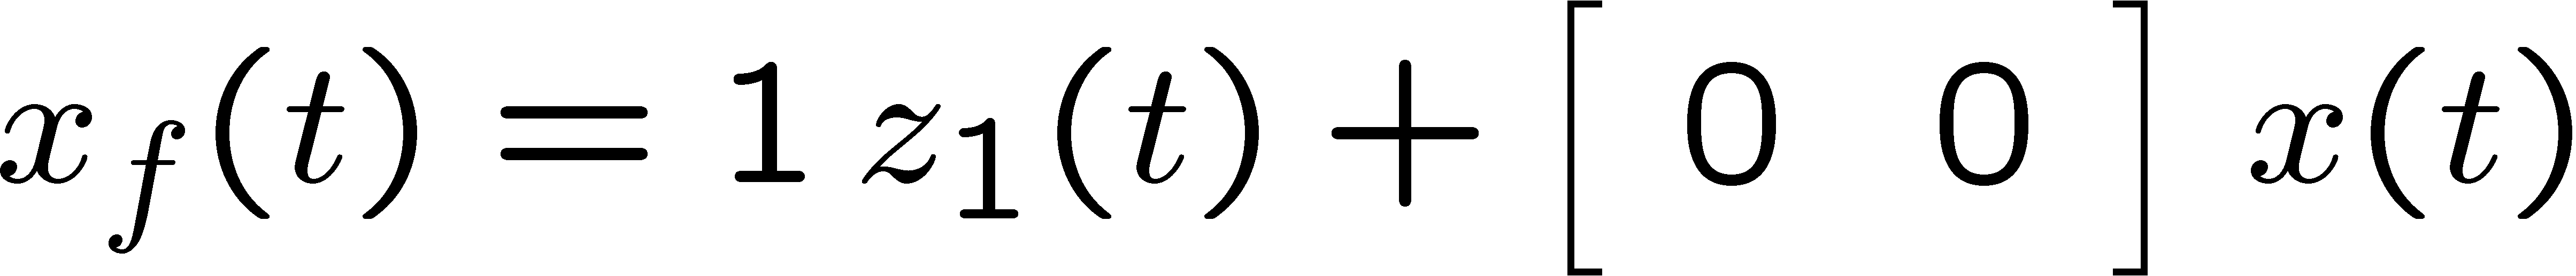 x_f(t) = 1 z_1(t) + [ 0 0 ] x(t)